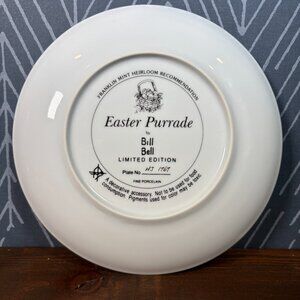 FRANKLIN MINT HEIRLOOM RECOMMENDATION
Easter Purrade
by
Bill
Bell
LIMITED EDITION
Plate No.
A decorative accessory. Not to be used for food
consumption. Pigments used for color may be toxic.
FINE PORCELAIN